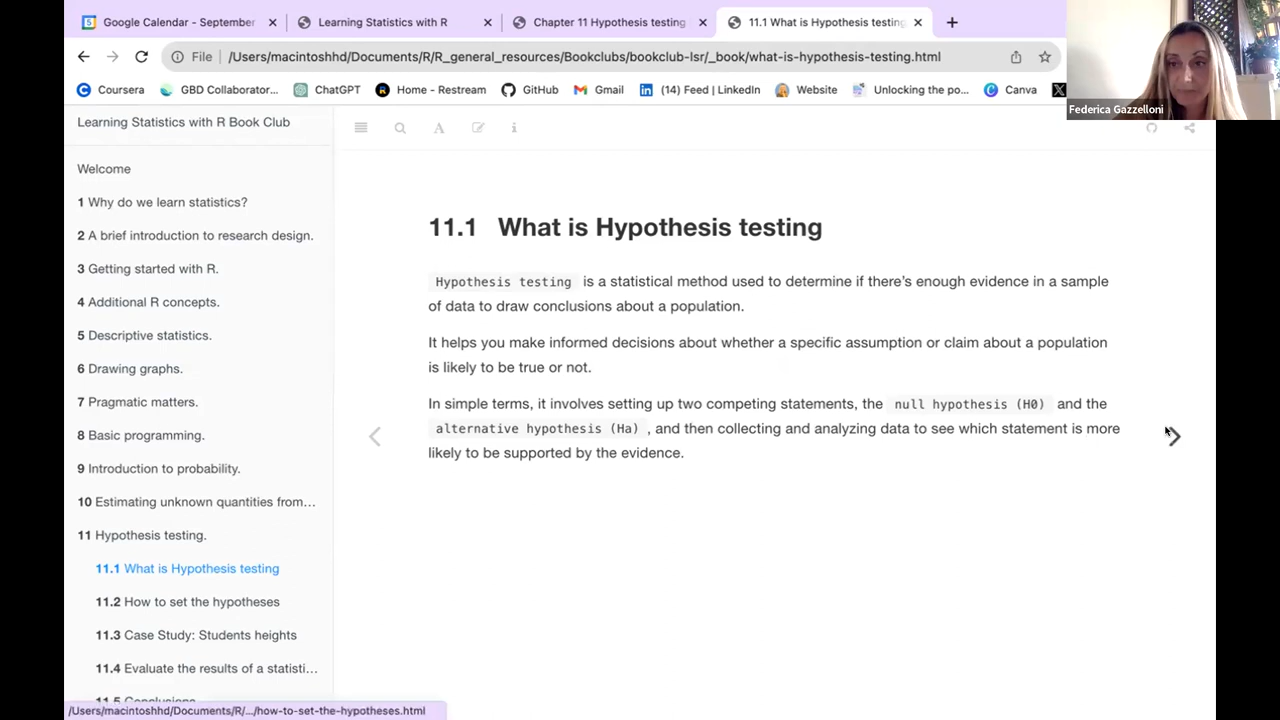 Google Calendar - September
Learning Statistics with R
Chapter 11 Hypothesis testing
11.1 What is Hypothesis testing
File
/Users/macintoshhd/Documents/R/R_general_resources/Bookclubs/bookclub-lsr/_book/what-is-hypothesis-testing.html
Coursera
GBD Collaborator...
ChatGPT
Home - Restream
GitHub
Gmail
(14) Feed | LinkedIn
Website
Unlocking the po...
Canva
Federica Gazzelloni
Learning Statistics with R Book Club
Welcome
1 Why do we learn statistics?
2 A brief introduction to research design.
3 Getting started with R.
4 Additional R concepts.
5 Descriptive statistics.
6 Drawing graphs.
7 Pragmatic matters.
8 Basic programming.
9 Introduction to probability.
10 Estimating unknown quantities from...
11 Hypothesis testing.
11.1 What is Hypothesis testing
11.2 How to set the hypotheses
11.3 Case Study: Students heights
11.4 Evaluate the results of a statisti...
11.5 Conclusions
/Users/macintoshhd/Documents/R/.../how-to-set-the-hypotheses.html
11.1 What is Hypothesis testing
Hypothesis testing is a statistical method used to determine if there's enough evidence in a sample
of data to draw conclusions about a population.
It helps you make informed decisions about whether a specific assumption or claim about a population
is likely to be true or not.
In simple terms, it involves setting up two competing statements, the null hypothesis (H0) and the
alternative hypothesis (Ha) , and then collecting and analyzing data to see which statement is more
likely to be supported by the evidence.